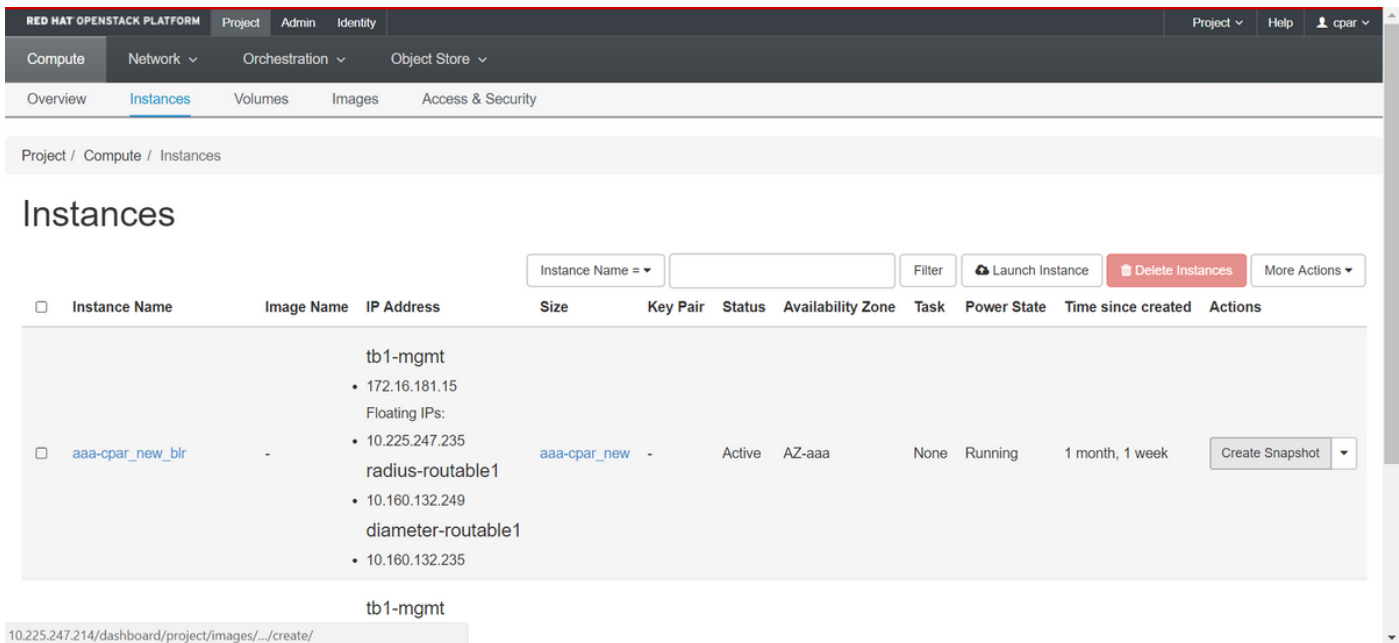 RED HAT OPENSTACK PLATFORM Project Admin Identity Project Help cpar
Compute Network Orchestration Object Store
Overview Instances Volumes Images Access & Security
Project / Compute / Instances
Instances
Instance Name = Filter Launch Instance Delete Instances More Actions
Instance Name Image Name IP Address Size Key Pair Status Availability Zone Task Power State Time since created Actions
tb1-mgmt
• 172.16.181.15
Floating IPs:
• 10.225.247.235
aaa-cpar_new_blr - aaa-cpar_new - Active AZ-aaa None Running 1 month, 1 week Create Snapshot
radius-routable1
• 10.160.132.249
diameter-routable1
• 10.160.132.235
tb1-mgmt
10.225.247.214/dashboard/project/images/.../create/